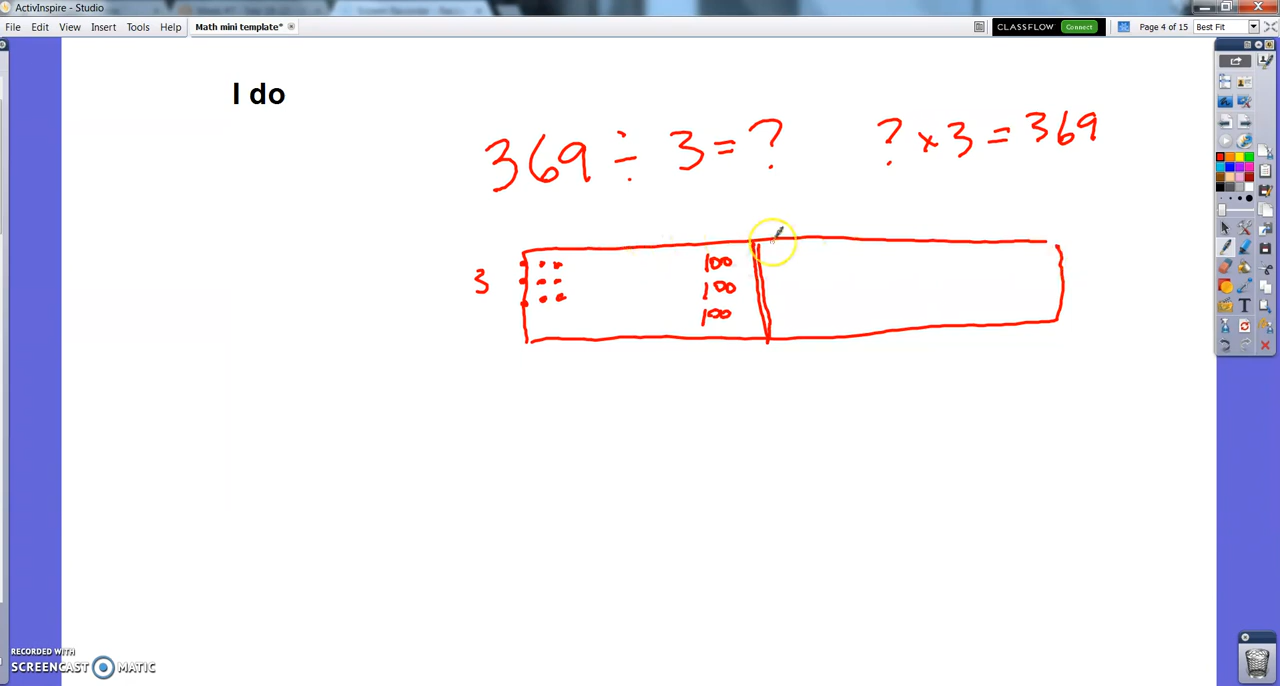 ActivInspire - Studio
File Edit View Insert Tools Help Math mini template* CLASSFLOW Connect Page 4 of 15 Best Fit
I do
369 ÷ 3 = ? ? × 3 = 369
3
100
100
100
RECORDED WITH
SCREENCAST MATIC